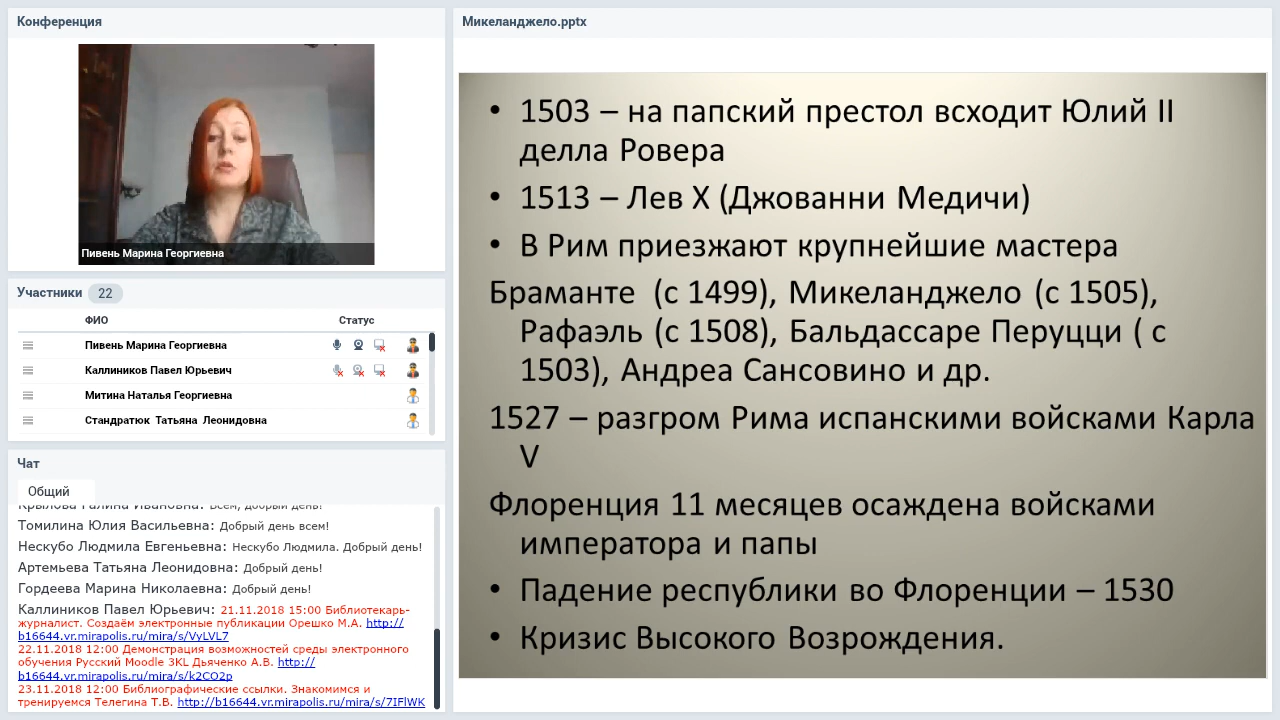 Конференция
Пивень Марина Георгиевна
Участники 22
ФИО Статус
Пивень Марина Георгиевна
Каллиников Павел Юрьевич
Митина Наталья Георгиевна
Стандратюк Татьяна Леонидовна
Чат
Общий
Крылова Галина Ивановна: Всем, добрый день!
Томилина Юлия Васильевна: Добрый день всем!
Нескубо Людмила Евгеньевна: Нескубо Людмила. Добрый день!
Артемьева Татьяна Леонидовна: Добрый день!
Гордеева Марина Николаевна: Добрый день!
Каллиников Павел Юрьевич: 21.11.2018 15:00 Библиотекарь-
журналист. Создаём электронные публикации Орешко М.А. http://
b16644.vr.mirapolis.ru/mira/s/VyLVL7
22.11.2018 12:00 Демонстрация возможностей среды электронного
обучения Русский Moodle 3KL Дьяченко А.В. http://
b16644.vr.mirapolis.ru/mira/s/k2CO2p
23.11.2018 12:00 Библиографические ссылки. Знакомимся и
тренируемся Телегина Т.В. http://b16644.vr.mirapolis.ru/mira/s/7IFlWK
Микеланджело.pptx
• 1503 – на папский престол всходит Юлий II
делла Ровера
• 1513 – Лев X (Джованни Медичи)
• В Рим приезжают крупнейшие мастера
Браманте (с 1499), Микеланджело (с 1505),
Рафаэль (с 1508), Бальдассаре Перуцци ( с
1503), Андреа Сансовино и др.
1527 – разгром Рима испанскими войсками Карла
V
Флоренция 11 месяцев осаждена войсками
императора и папы
• Падение республики во Флоренции – 1530
• Кризис Высокого Возрождения.